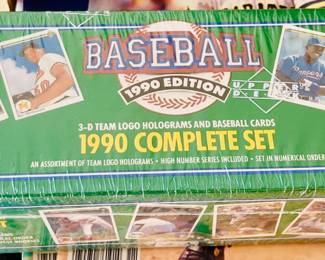 BASEBALL
1990 EDITION
UPPER
DECK
3-D TEAM LOGO HOLOGRAMS AND BASEBALL CARDS
1990 COMPLETE SET
AN ASSORTMENT OF TEAM LOGO HOLOGRAMS • HIGH NUMBER SERIES INCLUDED • SET IN NUMERICAL ORDER